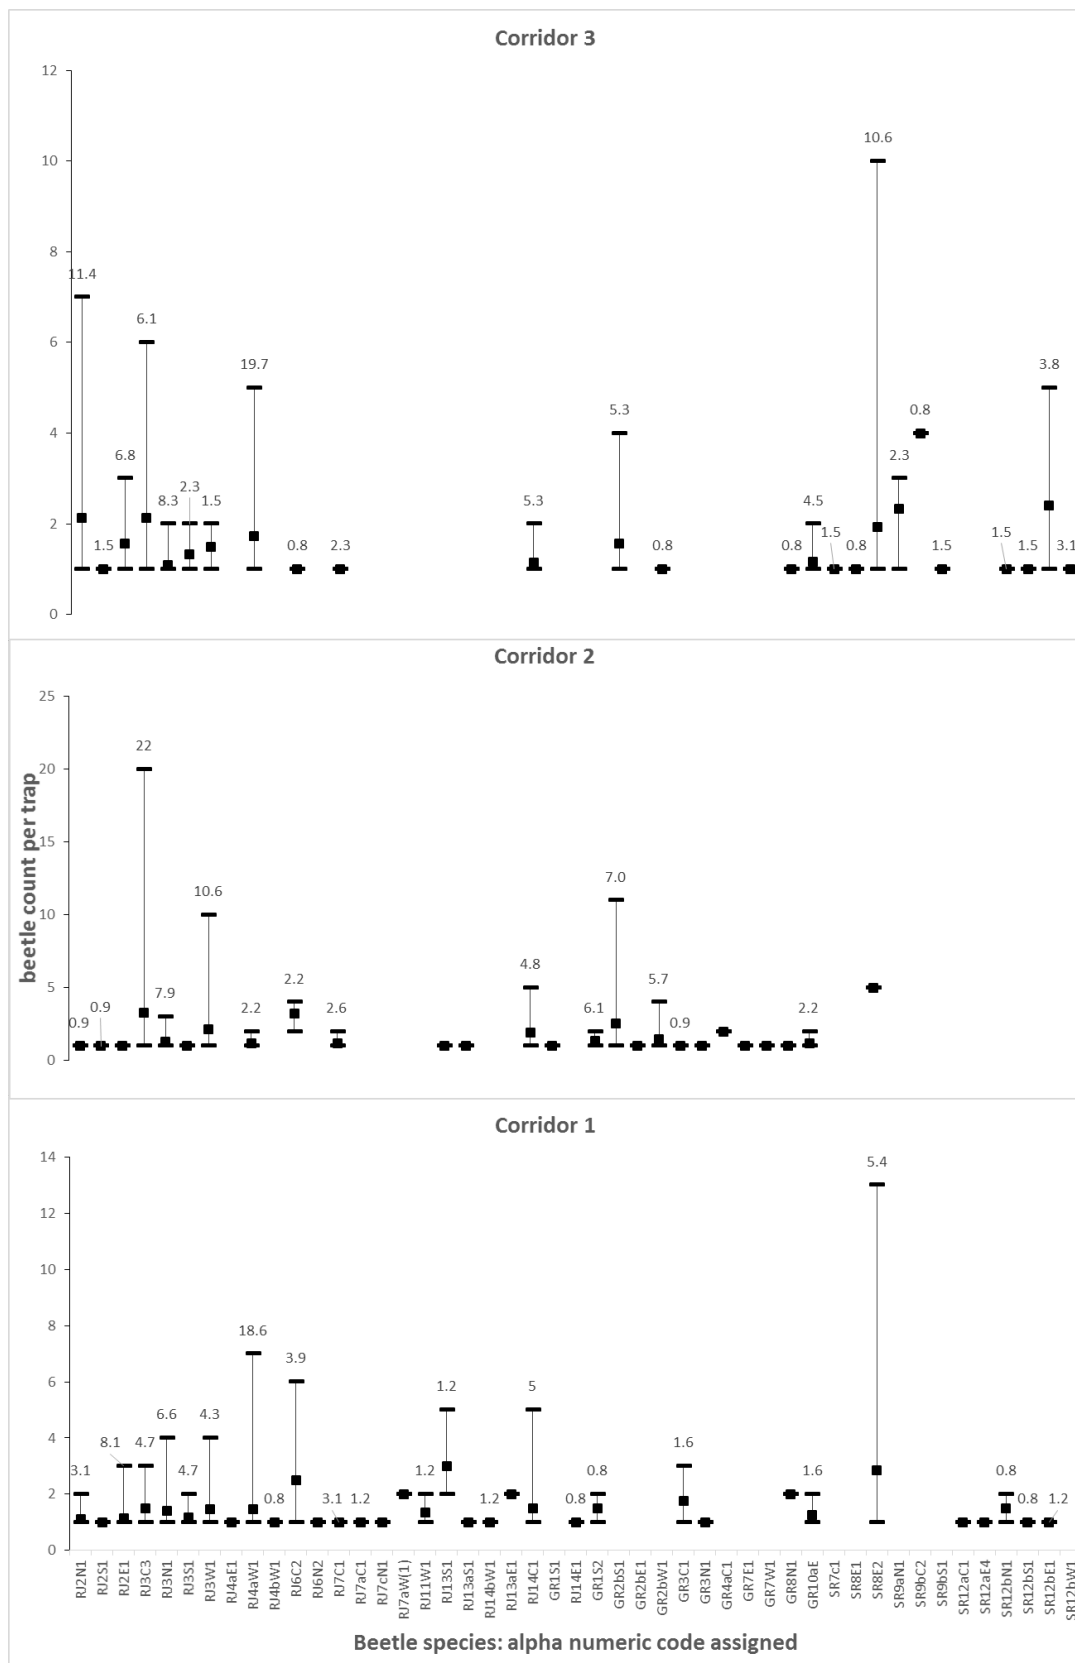 Corridor 3
12
10
8
6
4
2
0
11.4
1.5
6.8
6.1
8.3
2.3
1.5
19.7
0.8
2.3
5.3
5.3
0.8
0.8
4.5
1.5
0.8
10.6
2.3
0.8
1.5
1.5
1.5
3.8
3.1
Corridor 2
beetle count per trap
25
20
15
10
5
0
0.9
0.9
22
7.9
10.6
2.2
2.2
2.6
4.8
6.1
7.0
5.7
0.9
2.2
Corridor 1
14
12
10
8
6
4
2
0
3.1
8.1
4.7
6.6
4.7
4.3
18.6
0.8
3.9
3.1
1.2
1.2
1.2
1.2
5
0.8
0.8
1.6
1.6
5.4
0.8
0.8
1.2
RJ2N1
RJ2S1
RJ2E1
RJ3C3
RJ3N1
RJ3S1
RJ3W1
RJ4aE1
RJ4aW1
RJ4bW1
RJ6C2
RJ6N2
RJ7C1
RJ7aC1
RJ7cN1
RJ7aW(1)
RJ11W1
RJ13S1
RJ13aS1
RJ14bW1
RJ13aE1
RJ14C1
GR1S1
RJ14E1
GR1S2
GR2bS1
GR2bE1
GR2bW1
GR3C1
GR3N1
GR4aC1
GR7E1
GR7W1
GR8N1
GR10aE
SR7c1
SR8E1
SR8E2
SR9aN1
SR9bC2
SR9bS1
SR12aC1
SR12aE4
SR12bN1
SR12bS1
SR12bE1
SR12bW1
Beetle species: alpha numeric code assigned